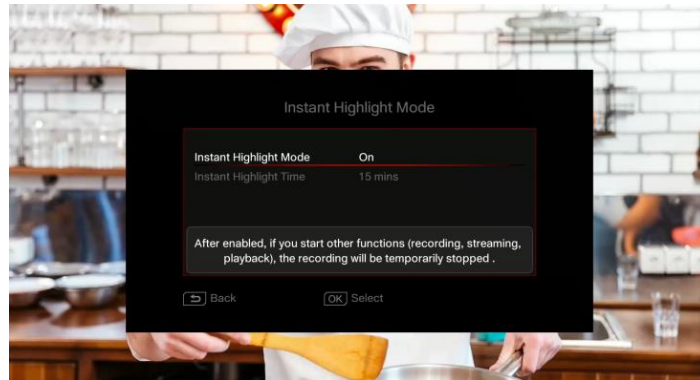 Instant Highlight Mode
Instant Highlight Mode On
Instant Highlight Time 15 mins
After enabled, if you start other functions (recording, streaming,
playback), the recording will be temporarily stopped .
Back OK Select